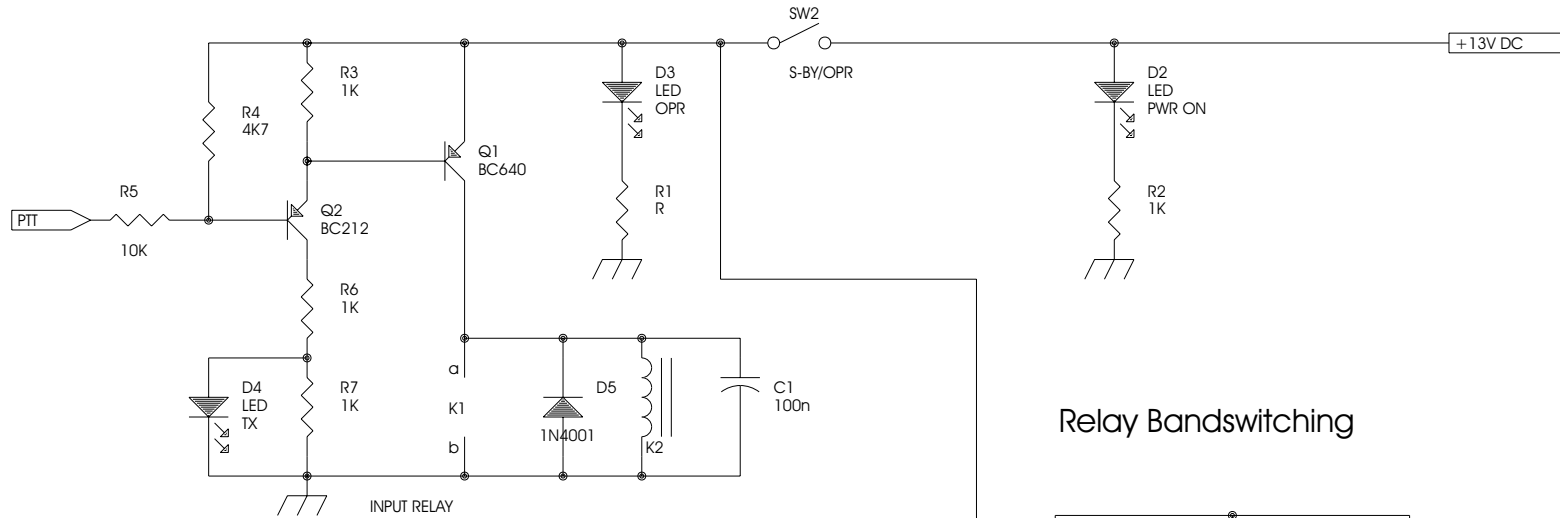 SW2
S-BY/OPR
+13V DC
R3
1K
D3
LED
OPR
D2
LED
PWR ON
R4
4K7
Q1
BC640
R5
10K
PTT
Q2
BC212
R1
R
R2
1K
R6
1K
D4
LED
TX
R7
1K
a
K1
b
D5
1N4001
K2
C1
100n
Relay Bandswitching
INPUT RELAY